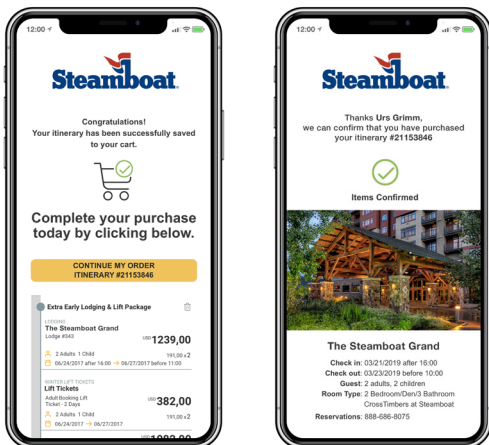 12:00
Steamboat.
Congratulations!
Your itinerary has been successfully saved
to your cart.
Complete your purchase
today by clicking below.
CONTINUE MY ORDER
ITINERARY #21153846
Extra Early Lodging & Lift Package
LODGING
The Steamboat Grand
Lodge #043
USD 1239,00
2 Adults 1 Child
191,00 x2
06/24/2017 after 16:00 → 06/27/2017 before 11:00
WINTER LIFT TICKETS
Lift Tickets
Adult Booking Lift
Ticket - 2 Days
USD 382,00
2 Adults 1 Child
191,00 x2
06/24/2017 → 06/27/2017
12:00
Steamboat.
Thanks Urs Grimm,
we can confirm that you have purchased
your itinerary #21153846
Items Confirmed
The Steamboat Grand
Check in: 03/21/2019 after 16:00
Check out: 03/23/2019 before 10:00
Guest: 2 adults, 2 children
Room Type: 2 Bedroom/Den/3 Bathroom
CrossTimbers at Steamboat
Reservations: 888-686-8075